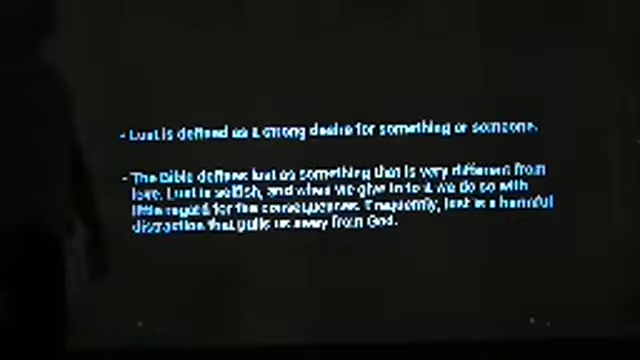 - Lust is defined as a strong desire for something or someone.
- The Bible defines lust as something that is very different from
love. Lust is selfish, and when we give in to it we do so with
little regard for the consequences. Frequently, lust is a harmful
distraction that pulls us away from God.